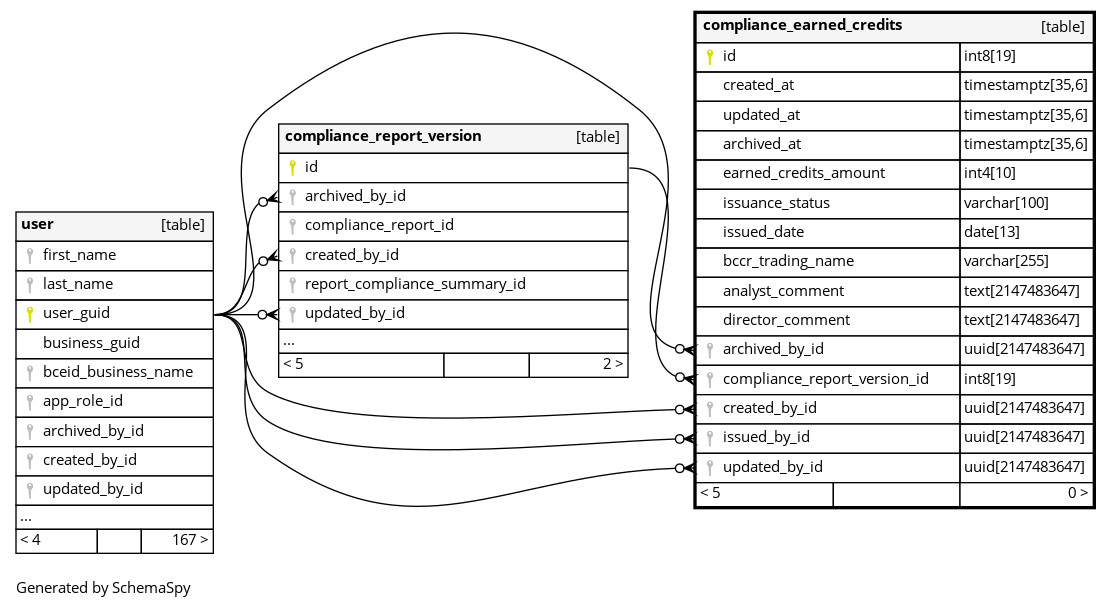 user [table]
first_name
last_name
user_guid
business_guid
bceid_business_name
app_role_id
archived_by_id
created_by_id
updated_by_id
...
< 4 167 >
compliance_report_version [table]
id
archived_by_id
compliance_report_id
created_by_id
report_compliance_summary_id
updated_by_id
...
< 5 2 >
compliance_earned_credits [table]
id int8[19]
created_at timestamptz[35,6]
updated_at timestamptz[35,6]
archived_at timestamptz[35,6]
earned_credits_amount int4[10]
issuance_status varchar[100]
issued_date date[13]
bccr_trading_name varchar[255]
analyst_comment text[2147483647]
director_comment text[2147483647]
archived_by_id uuid[2147483647]
compliance_report_version_id int8[19]
created_by_id uuid[2147483647]
issued_by_id uuid[2147483647]
updated_by_id uuid[2147483647]
< 5 0 >
Generated by SchemaSpy